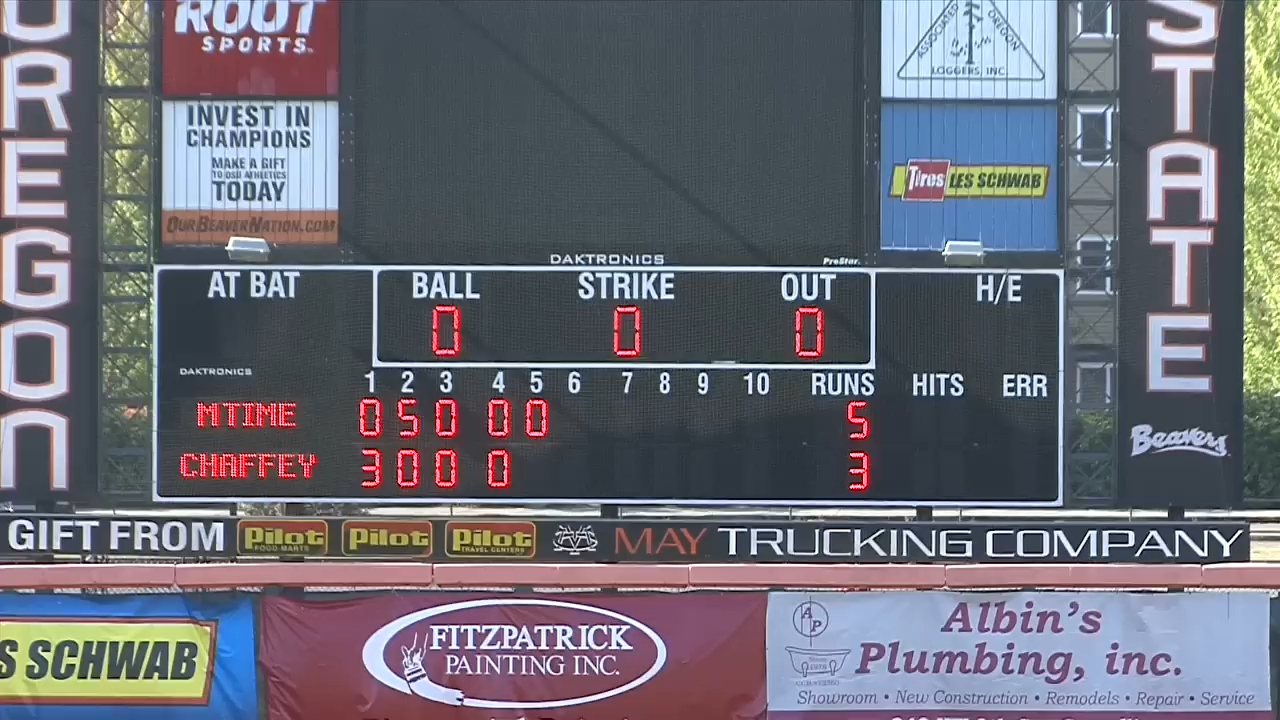 OREGON
ROOT
SPORTS
INVEST IN
CHAMPIONS
MAKE A GIFT
TO OSU ATHLETICS
TODAY
OURBEAVERNATION.COM
ASSOCIATED OREGON
LOGGERS, INC.
Tires LES SCHWAB
STATE
Beavers
DAKTRONICS ProStar
AT BAT BALL STRIKE OUT H/E
0 0 0
DAKTRONICS
1 2 3 4 5 6 7 8 9 10 RUNS HITS ERR
MTIME 0 5 0 0 0 5
CHAFFEY 3 0 0 0 3
GIFT FROM Pilot FOOD MARTS Pilot Pilot TRAVEL CENTERS MAY TRUCKING COMPANY
S SCHWAB
FITZPATRICK
PAINTING INC.
AP
Albin's
Plumbing, inc.
Showroom • New Construction • Remodels • Repair • Service